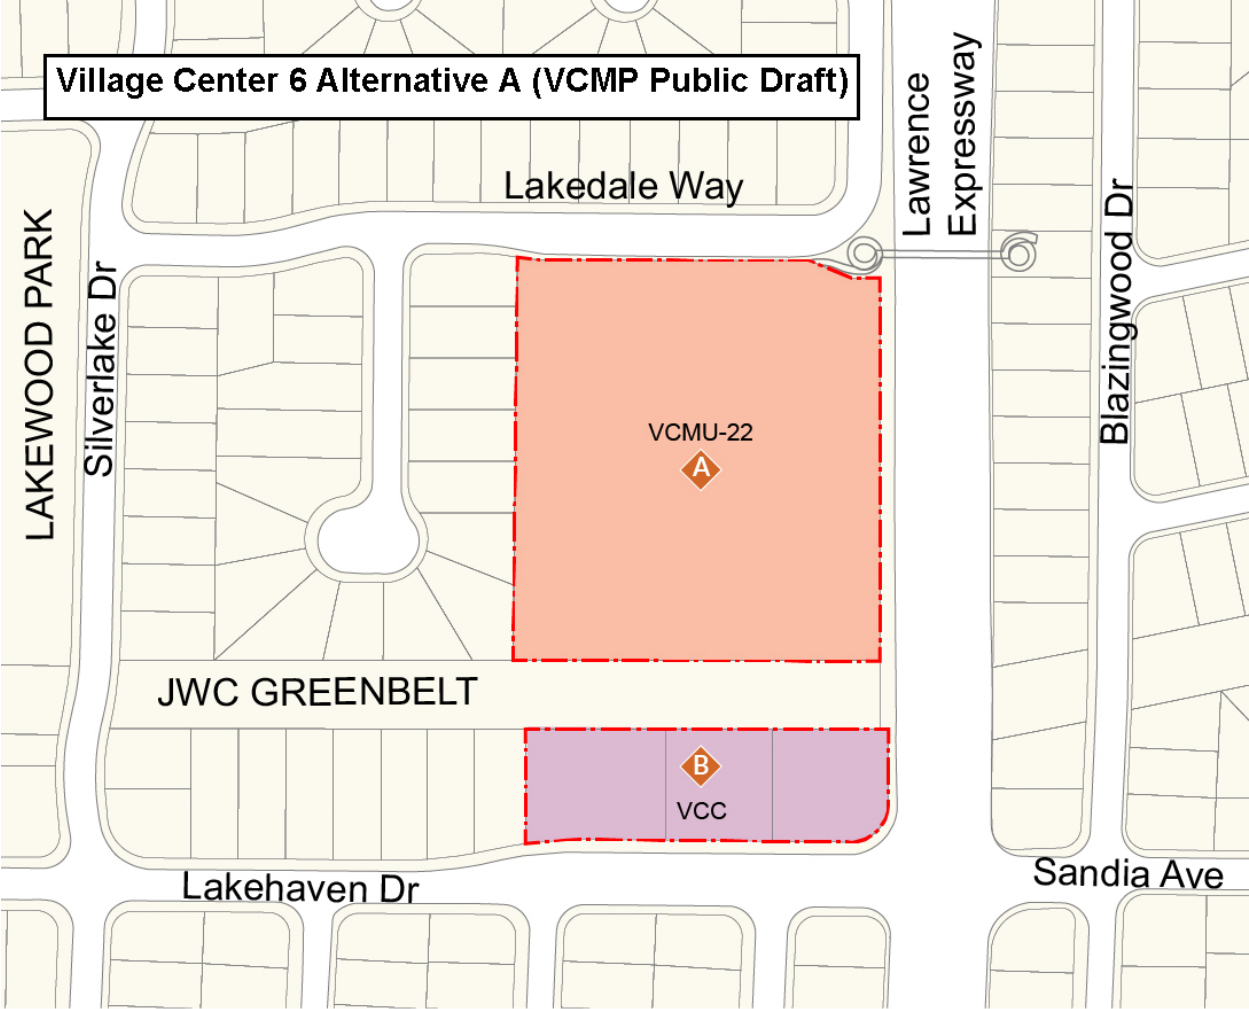 Village Center 6 Alternative A (VCMP Public Draft)
Lawrence
Expressway
Lakedale Way
Blazingwood Dr
LAKEWOOD PARK
Silverlake Dr
VCMU-22
A
JWC GREENBELT
B
VCC
Lakehaven Dr
Sandia Ave